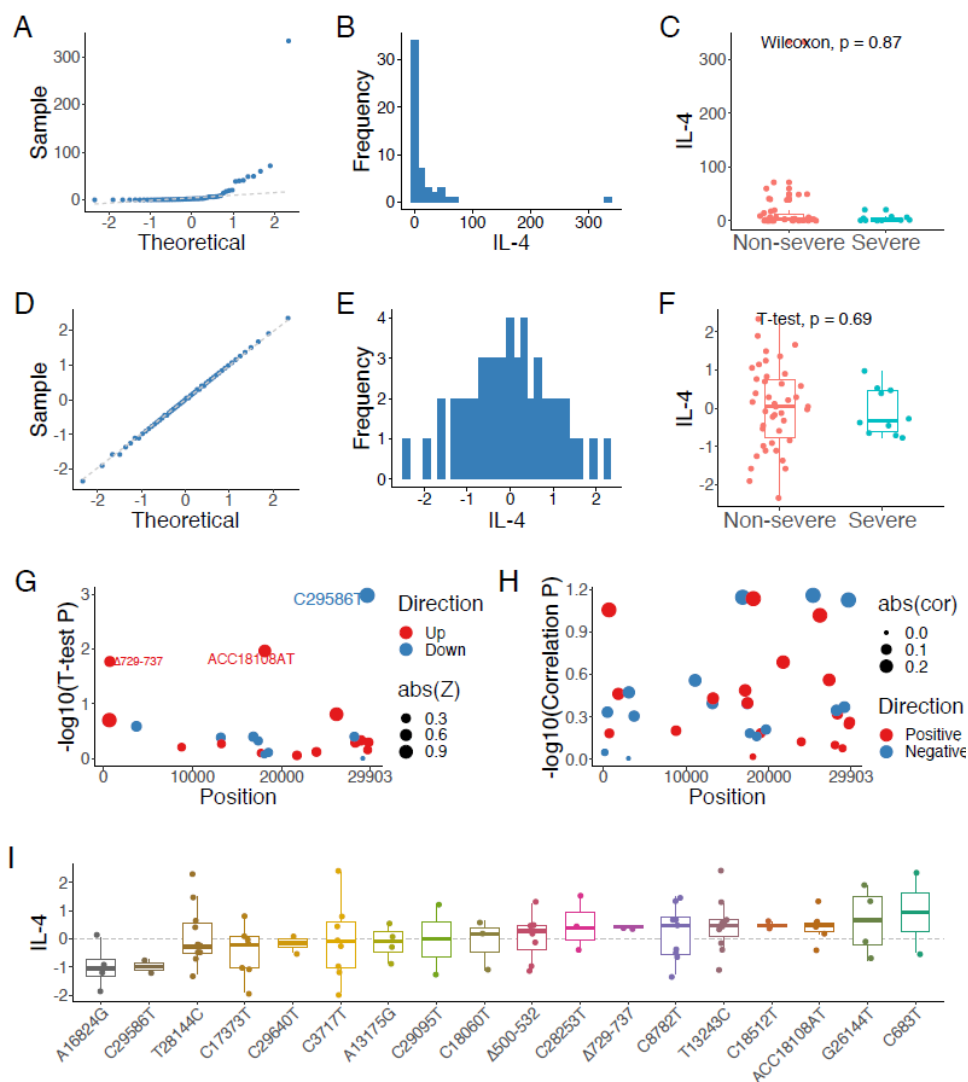 A
Sample
300
200
100
0
-2
-1
0
1
2
Theoretical
B
Frequency
30
20
10
0
0
100
200
300
IL-4
C
Wilcoxon, p = 0.87
IL-4
300
200
100
50
0
Non-severe
Severe
D
Sample
2
1
0
-1
-2
-2
-1
0
1
2
Theoretical
E
Frequency
4
3
2
1
0
-2
-1
0
1
2
IL-4
F
T-test, p = 0.69
IL-4
2
1
0
-1
-2
Non-severe
Severe
G
-log10(T-test P)
3
2
1
0
C29586T
Δ729-737
ACC18108AT
0
10000
20000
29903
Position
Direction
Up
Down
abs(Z)
0.3
0.6
0.9
H
-log10(Correlation P)
1.2
0.9
0.6
0.3
0.0
0
10000
20000
29903
Position
abs(cor)
0.0
0.1
0.2
Direction
Positive
Negative
I
IL-4
2
1
0
-1
-2
A16824G
C29586T
T28144C
C17373T
C29640T
C3717T
A13175G
C29095T
C18060T
Δ500-532
C28253T
Δ729-737
C8782T
T13243C
C18512T
ACC18108AT
G26144T
C683T